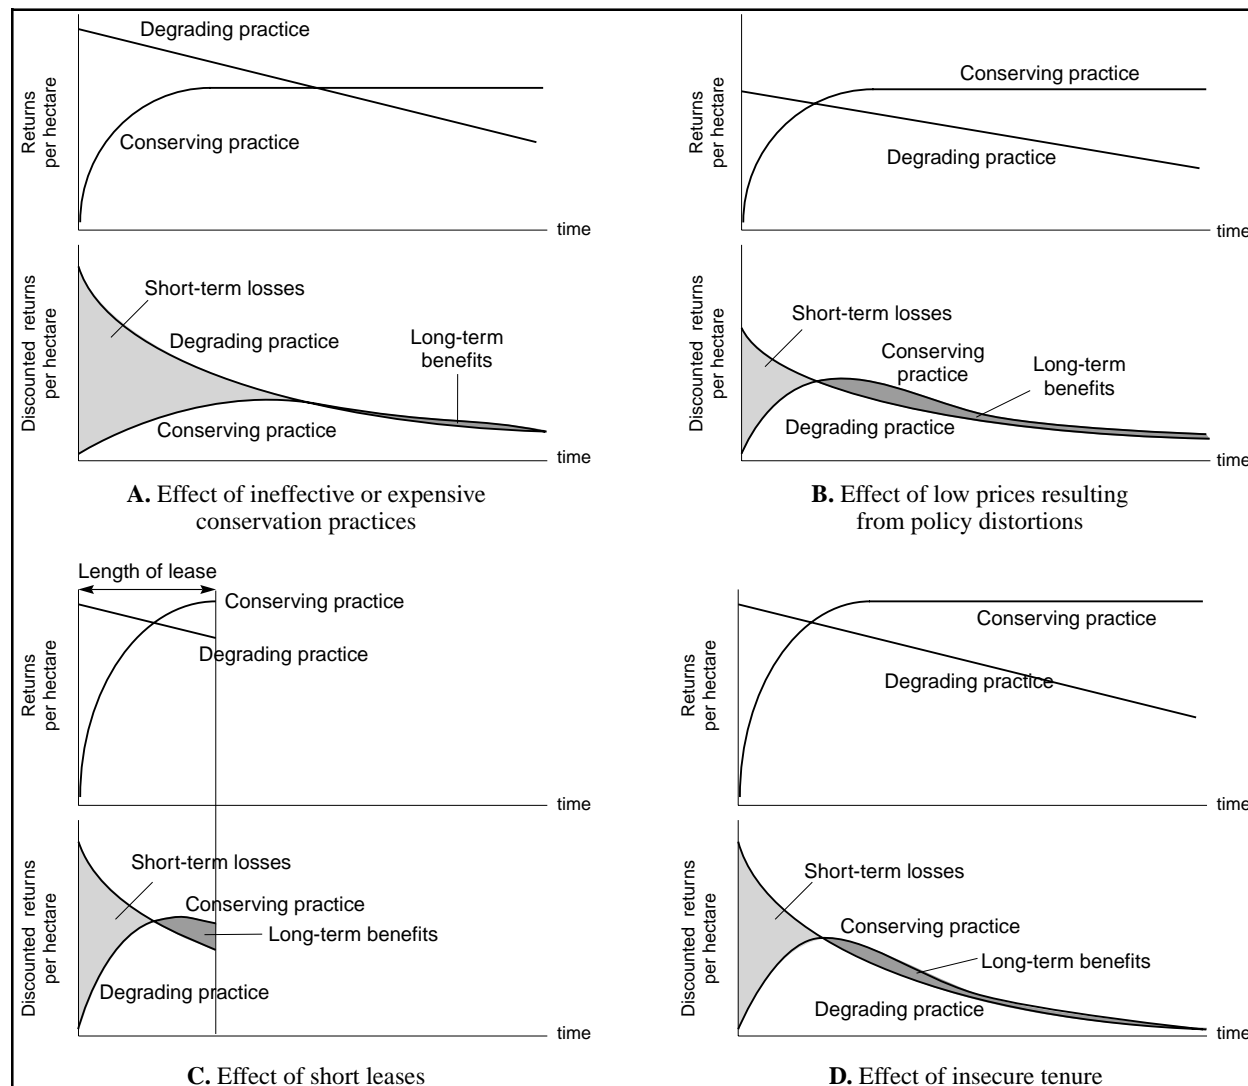 Degrading practice
Returns
per hectare
Conserving practice
time
Short-term losses
Degrading practice
Long-term
benefits
Discounted returns
per hectare
Conserving practice
time
A. Effect of ineffective or expensive
conservation practices
Conserving practice
Returns
per hectare
Degrading practice
time
Short-term losses
Conserving
practice
Long-term
benefits
Discounted returns
per hectare
Degrading practice
time
B. Effect of low prices resulting
from policy distortions
Length of lease
Conserving practice
Degrading practice
Returns
per hectare
time
Short-term losses
Conserving practice
Long-term benefits
Discounted returns
per hectare
Degrading practice
time
C. Effect of short leases
Conserving practice
Returns
per hectare
Degrading practice
time
Short-term losses
Conserving practice
Long-term benefits
Discounted returns
per hectare
Degrading practice
time
D. Effect of insecure tenure